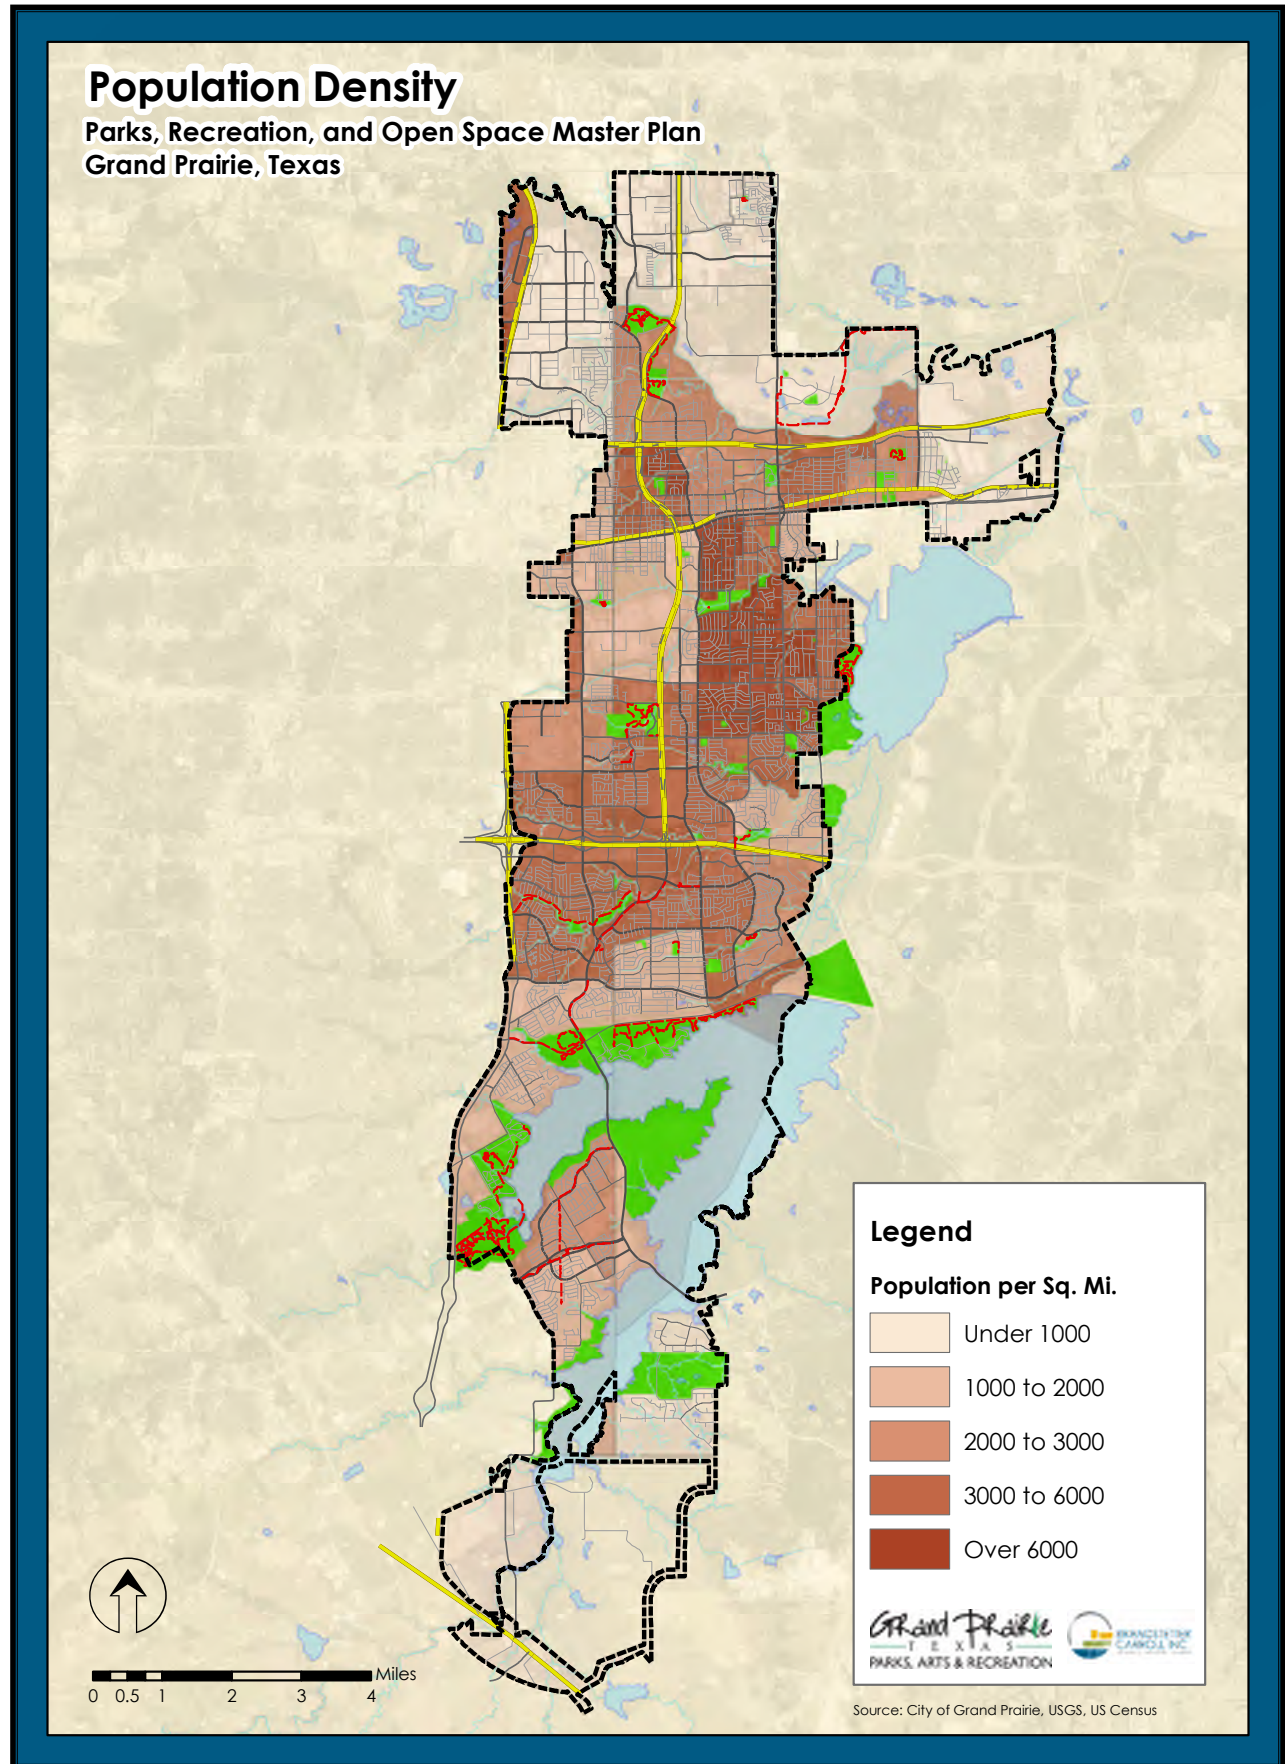 Population Density
Parks, Recreation, and Open Space Master Plan
Grand Prairie, Texas
Legend
Population per Sq. Mi.
Under 1000
1000 to 2000
2000 to 3000
3000 to 6000
Over 6000
Grand Prairie
TEXAS
PARKS, ARTS & RECREATION
CARROLL INC
Miles
0 0.5 1 2 3 4
Source: City of Grand Prairie, USGS, US Census